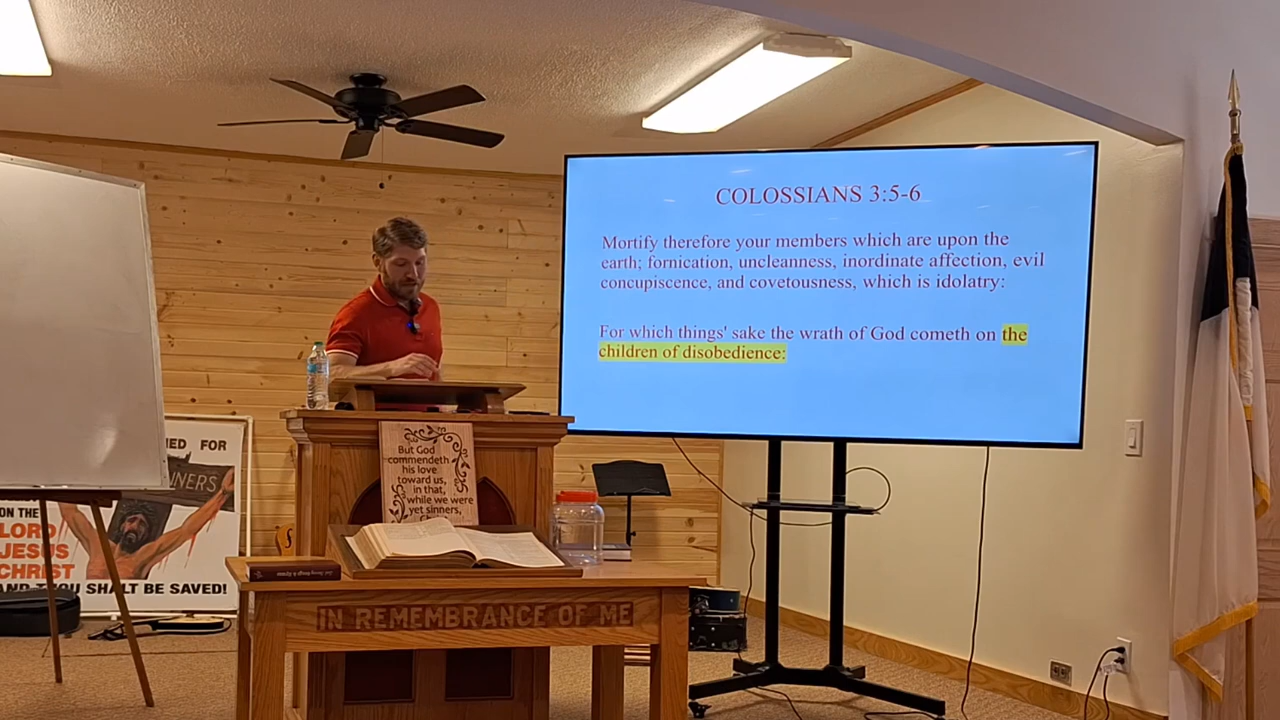 COLOSSIANS 3:5-6
Mortify therefore your members which are upon the
earth; fornication, uncleanness, inordinate affection, evil
concupiscence, and covetousness, which is idolatry:
For which things' sake the wrath of God cometh on the
children of disobedience:
But God
commendeth
his love
toward us,
in that,
while we were
yet sinners,
IN REMEMBRANCE OF ME
FOR
NNERS
ON THE
LORD
JESUS
CHRIST
AND THOU SHALT BE SAVED!